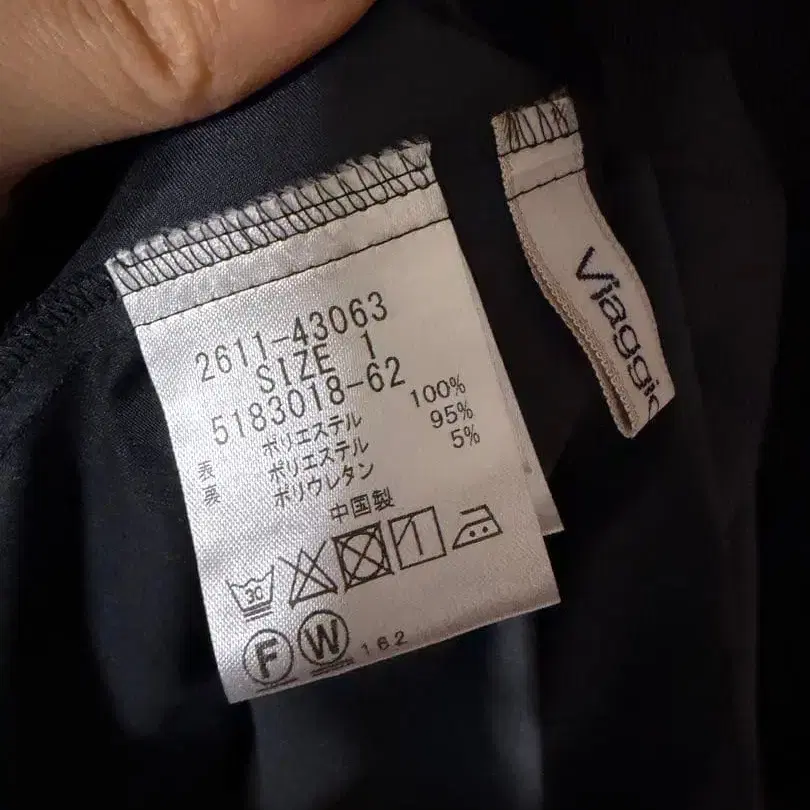 2611-43063
SIZE 1
5183018-62
表 ポリエステル 100%
裏 ポリエステル 95%
ポリウレタン 5%
中国製
30
F W 162
Viaggio